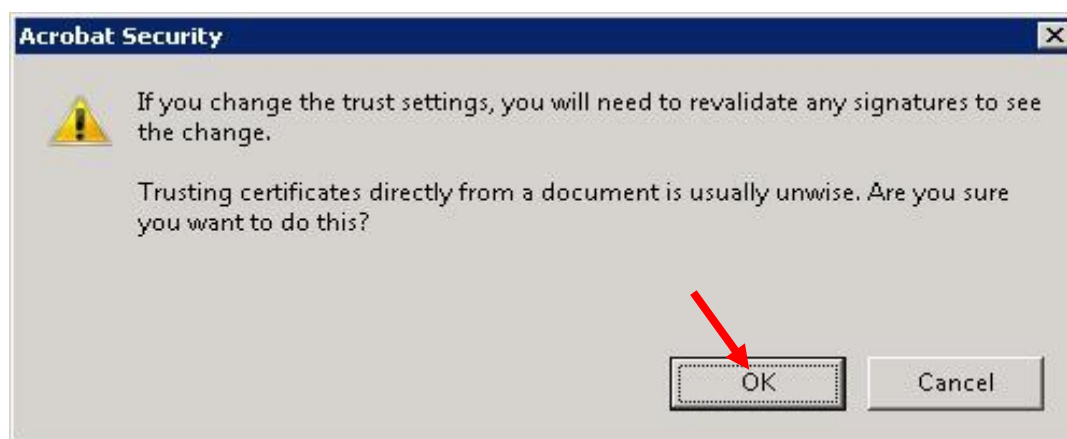 Acrobat Security
If you change the trust settings, you will need to revalidate any signatures to see
the change.
Trusting certificates directly from a document is usually unwise. Are you sure
you want to do this?
OK
Cancel